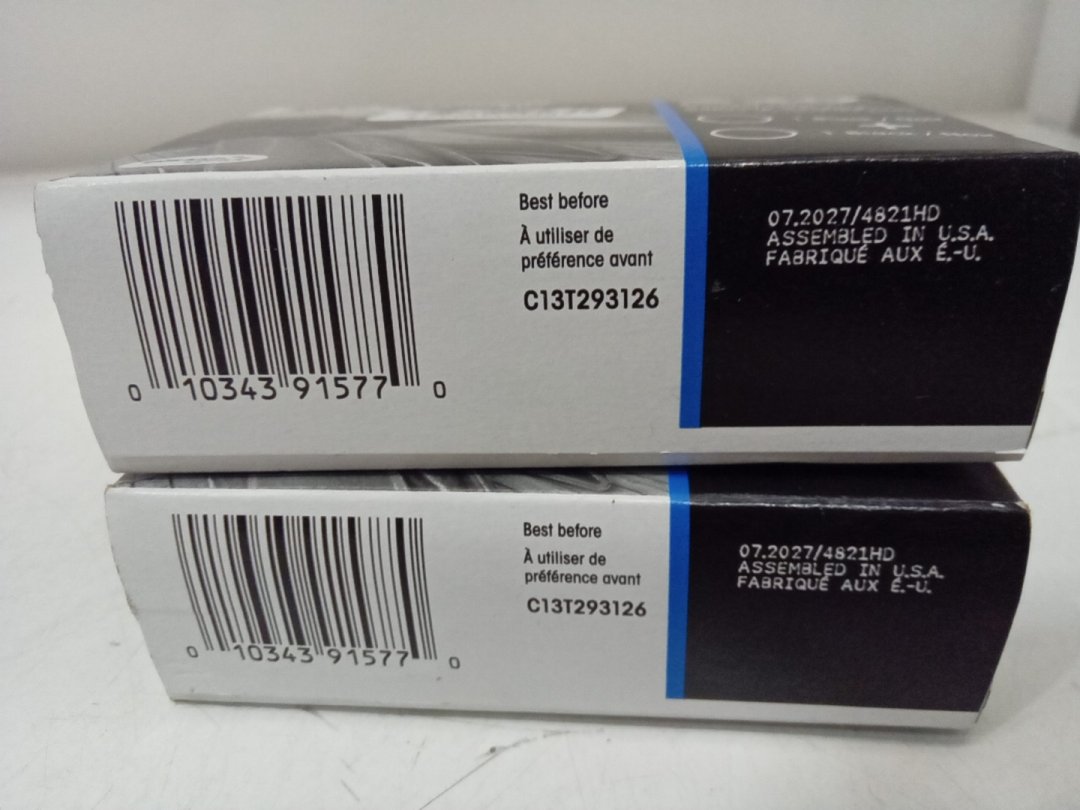 Best before
À utiliser de
préférence avant
C13T293126
07.2027/4821HD
ASSEMBLED IN U.S.A.
FABRIQUÉ AUX É.-U.
0 10343 91577 0
Best before
À utiliser de
préférence avant
C13T293126
07.2027/4821HD
ASSEMBLED IN U.S.A.
FABRIQUÉ AUX É.-U.
0 10343 91577 0